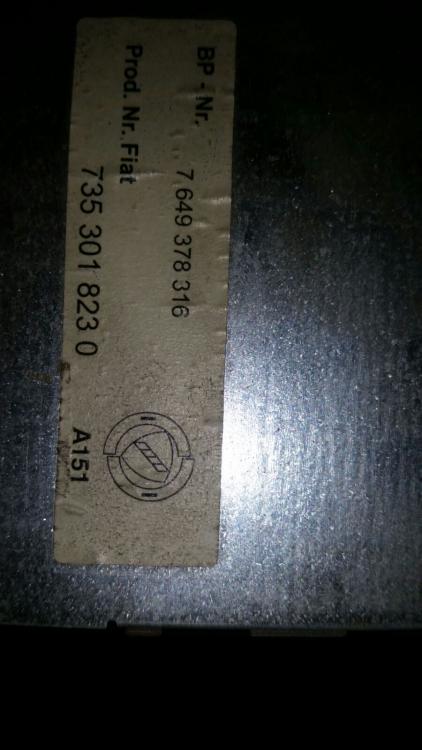 BP - Nr. 7 649 378 316
Prod. Nr. Fiat
735 301 823 0 A151